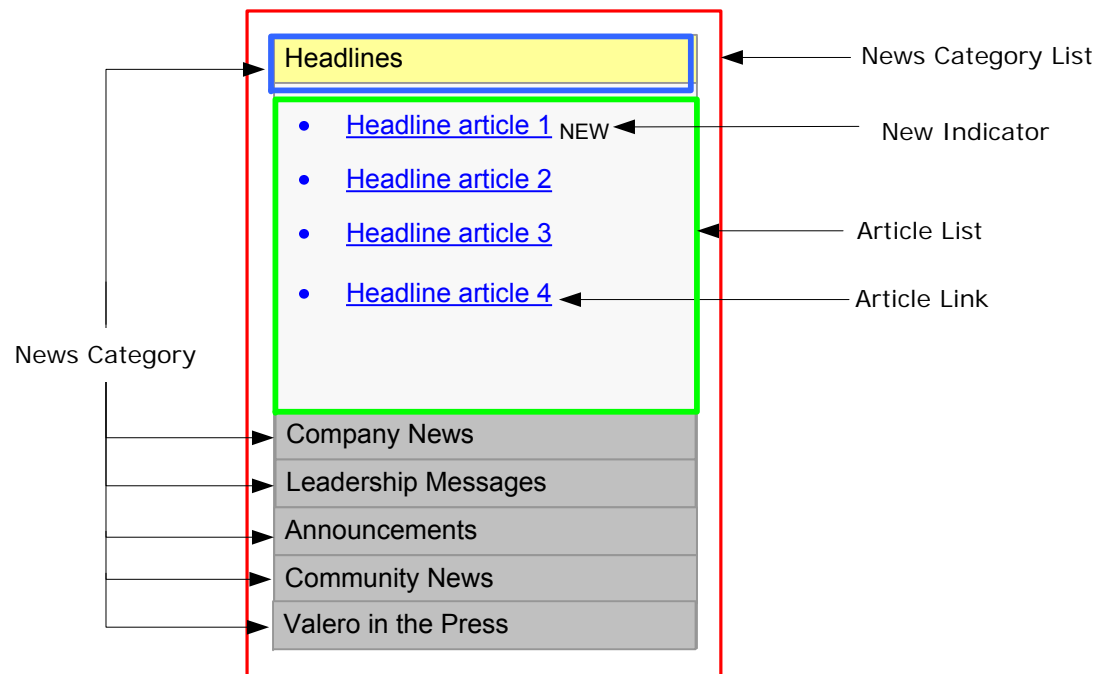 Headlines
News Category List
Headline article 1 NEW
New Indicator
Headline article 2
Headline article 3
Article List
Headline article 4
Article Link
News Category
Company News
Leadership Messages
Announcements
Community News
Valero in the Press